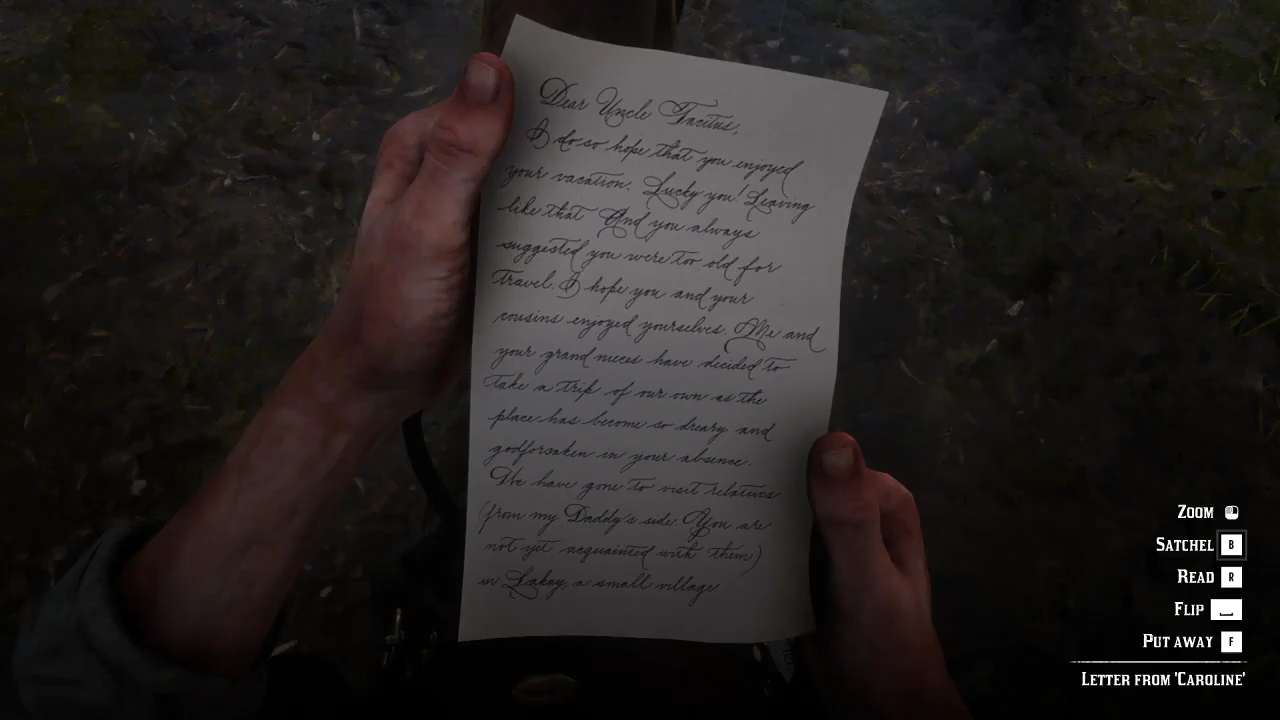 Dear Uncle Tacitus,
I do so hope that you enjoyed
your vacation. Lucky you! Leaving
like that And you always
suggested you were too old for
travel. I hope you and your
cousins enjoyed yourselves. Me and
your grand nieces have decided to
take a trip of our own as the
place has become so dreary and
godforsaken in your absence.
We have gone to visit relatives
(from my Daddy's side. You are
not yet acquainted with them)
in Lakay, a small village
ZOOM
SATCHEL B
READ R
FLIP
PUT AWAY F
LETTER FROM 'CAROLINE'